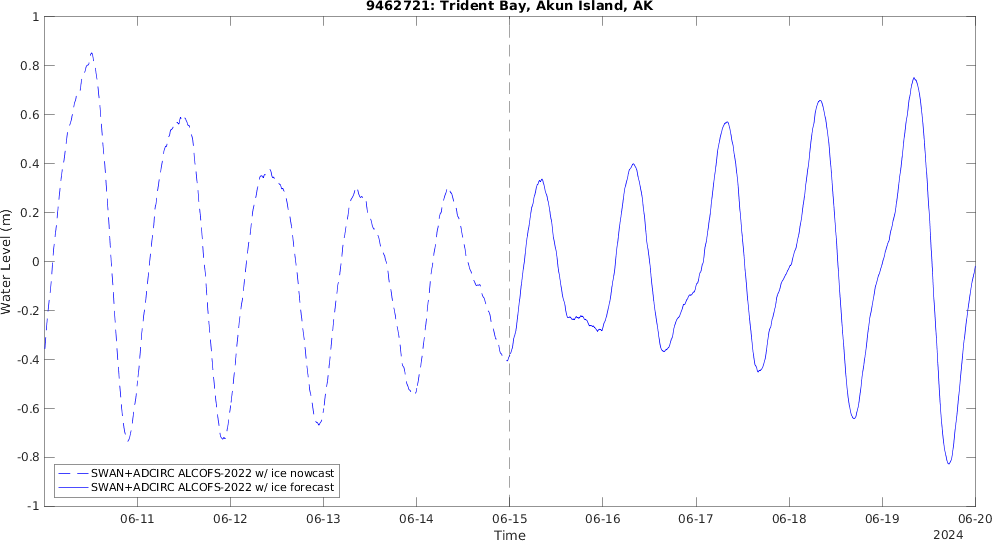 9462721: Trident Bay, Akun Island, AK
1
0.8
0.6
0.4
0.2
0
-0.2
-0.4
-0.6
-0.8
-1
Water Level (m)
SWAN+ADCIRC ALCOFS-2022 w/ ice nowcast
SWAN+ADCIRC ALCOFS-2022 w/ ice forecast
06-11 06-12 06-13 06-14 06-15 06-16 06-17 06-18 06-19 06-20
Time
2024